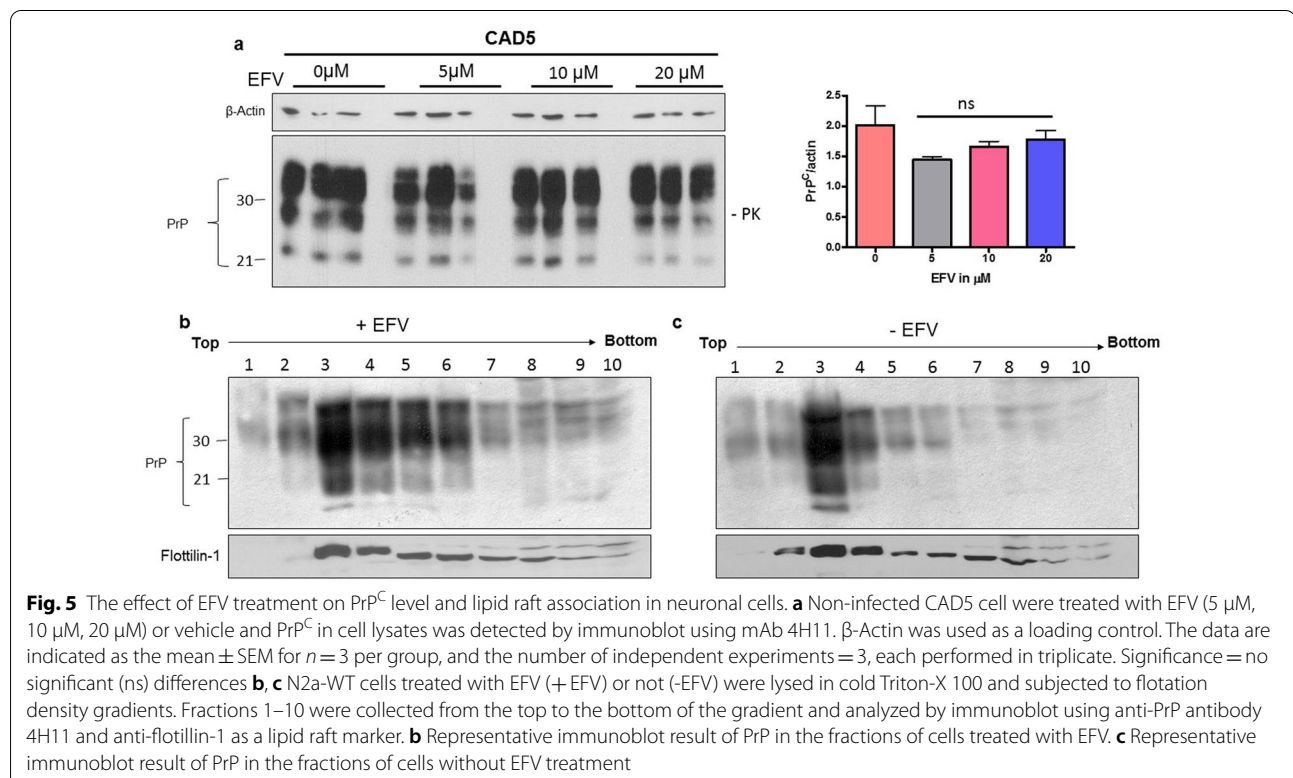 a
CAD5
EFV 0µM 5µM 10 µM 20 µM
β-Actin
PrP
30
21
- PK
2.5
2.0
1.5
1.0
0.5
0.0
PrPᶜ/actin
ns
0 5 10 20
EFV in µM
b
+ EFV
Top Bottom
1 2 3 4 5 6 7 8 9 10
PrP
30
21
Flottilin-1
c
- EFV
Top Bottom
1 2 3 4 5 6 7 8 9 10
Fig. 5 The effect of EFV treatment on PrPᶜ level and lipid raft association in neuronal cells. a Non-infected CAD5 cell were treated with EFV (5 µM,
10 µM, 20 µM) or vehicle and PrPᶜ in cell lysates was detected by immunoblot using mAb 4H11. β-Actin was used as a loading control. The data are
indicated as the mean ± SEM for n = 3 per group, and the number of independent experiments = 3, each performed in triplicate. Significance = no
significant (ns) differences b, c N2a-WT cells treated with EFV (+ EFV) or not (-EFV) were lysed in cold Triton-X 100 and subjected to flotation
density gradients. Fractions 1–10 were collected from the top to the bottom of the gradient and analyzed by immunoblot using anti-PrP antibody
4H11 and anti-flotillin-1 as a lipid raft marker. b Representative immunoblot result of PrP in the fractions of cells treated with EFV. c Representative
immunoblot result of PrP in the fractions of cells without EFV treatment